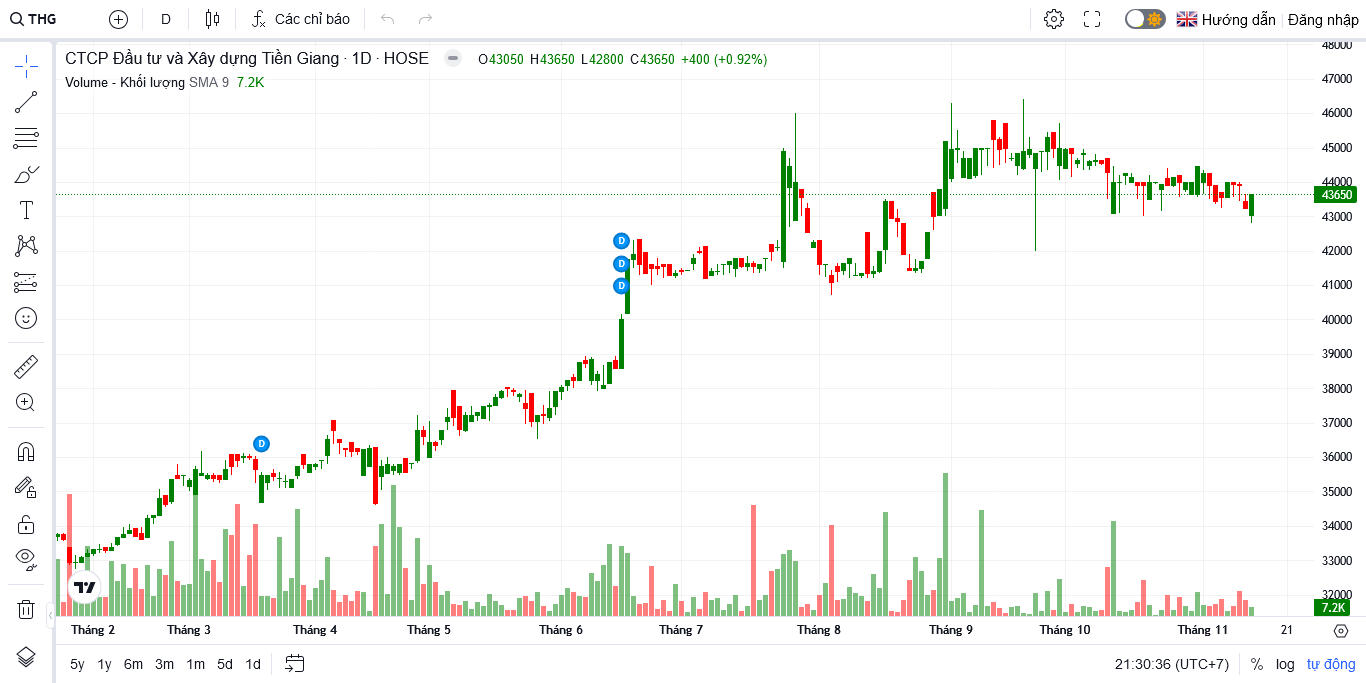 THG D Các chỉ báo Hướng dẫn Đăng nhập
CTCP Đầu tư và Xây dựng Tiền Giang · 1D · HOSE O43050 H43650 L42800 C43650 +400 (+0.92%)
Volume - Khối lượng SMA 9 7.2K
48000
47000
46000
45000
44000
43650
43000
42000
41000
40000
39000
38000
37000
36000
35000
34000
33000
32000
7.2K
D
D
D
D
Tháng 2 Tháng 3 Tháng 4 Tháng 5 Tháng 6 Tháng 7 Tháng 8 Tháng 9 Tháng 10 Tháng 11 21
5y 1y 6m 3m 1m 5d 1d 21:30:36 (UTC+7) % log tự động